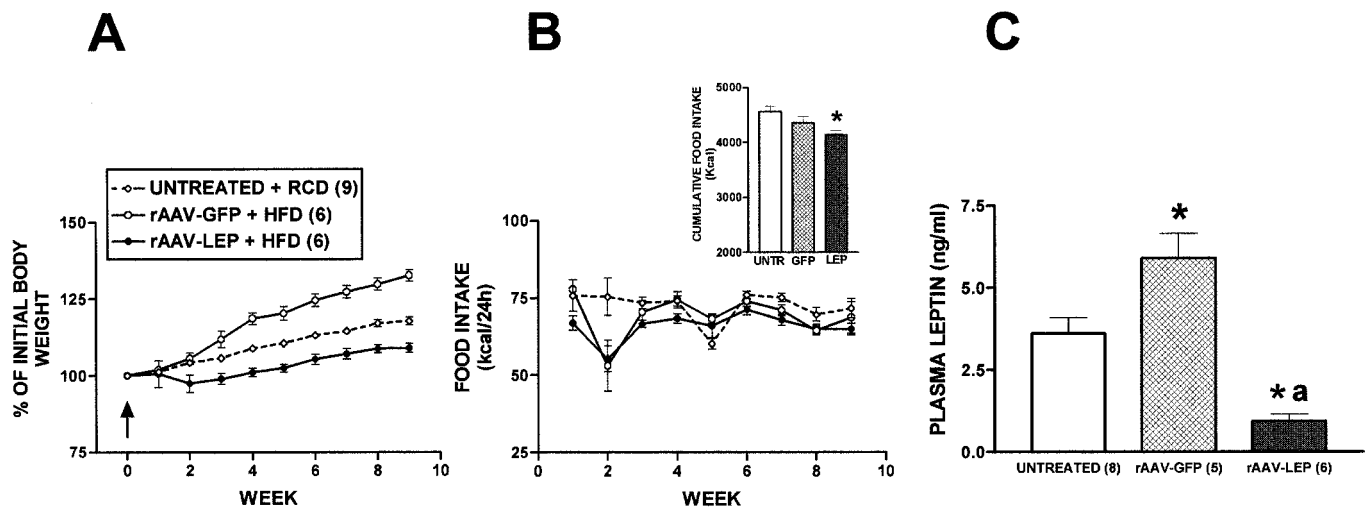 A
B
C
UNTREATED + RCD (9)
rAAV-GFP + HFD (6)
rAAV-LEP + HFD (6)
% OF INITIAL BODY
WEIGHT
150
125
100
75
0
2
4
6
8
10
WEEK
CUMULATIVE FOOD INTAKE
(Kcal)
5000
4000
3000
2000
*
UNTR
GFP
LEP
FOOD INTAKE
(kcal/24h)
100
75
50
25
0
2
4
6
8
10
WEEK
PLASMA LEPTIN (ng/ml)
7.5
5.0
2.5
0.0
*
* a
UNTREATED (8)
rAAV-GFP (5)
rAAV-LEP (6)